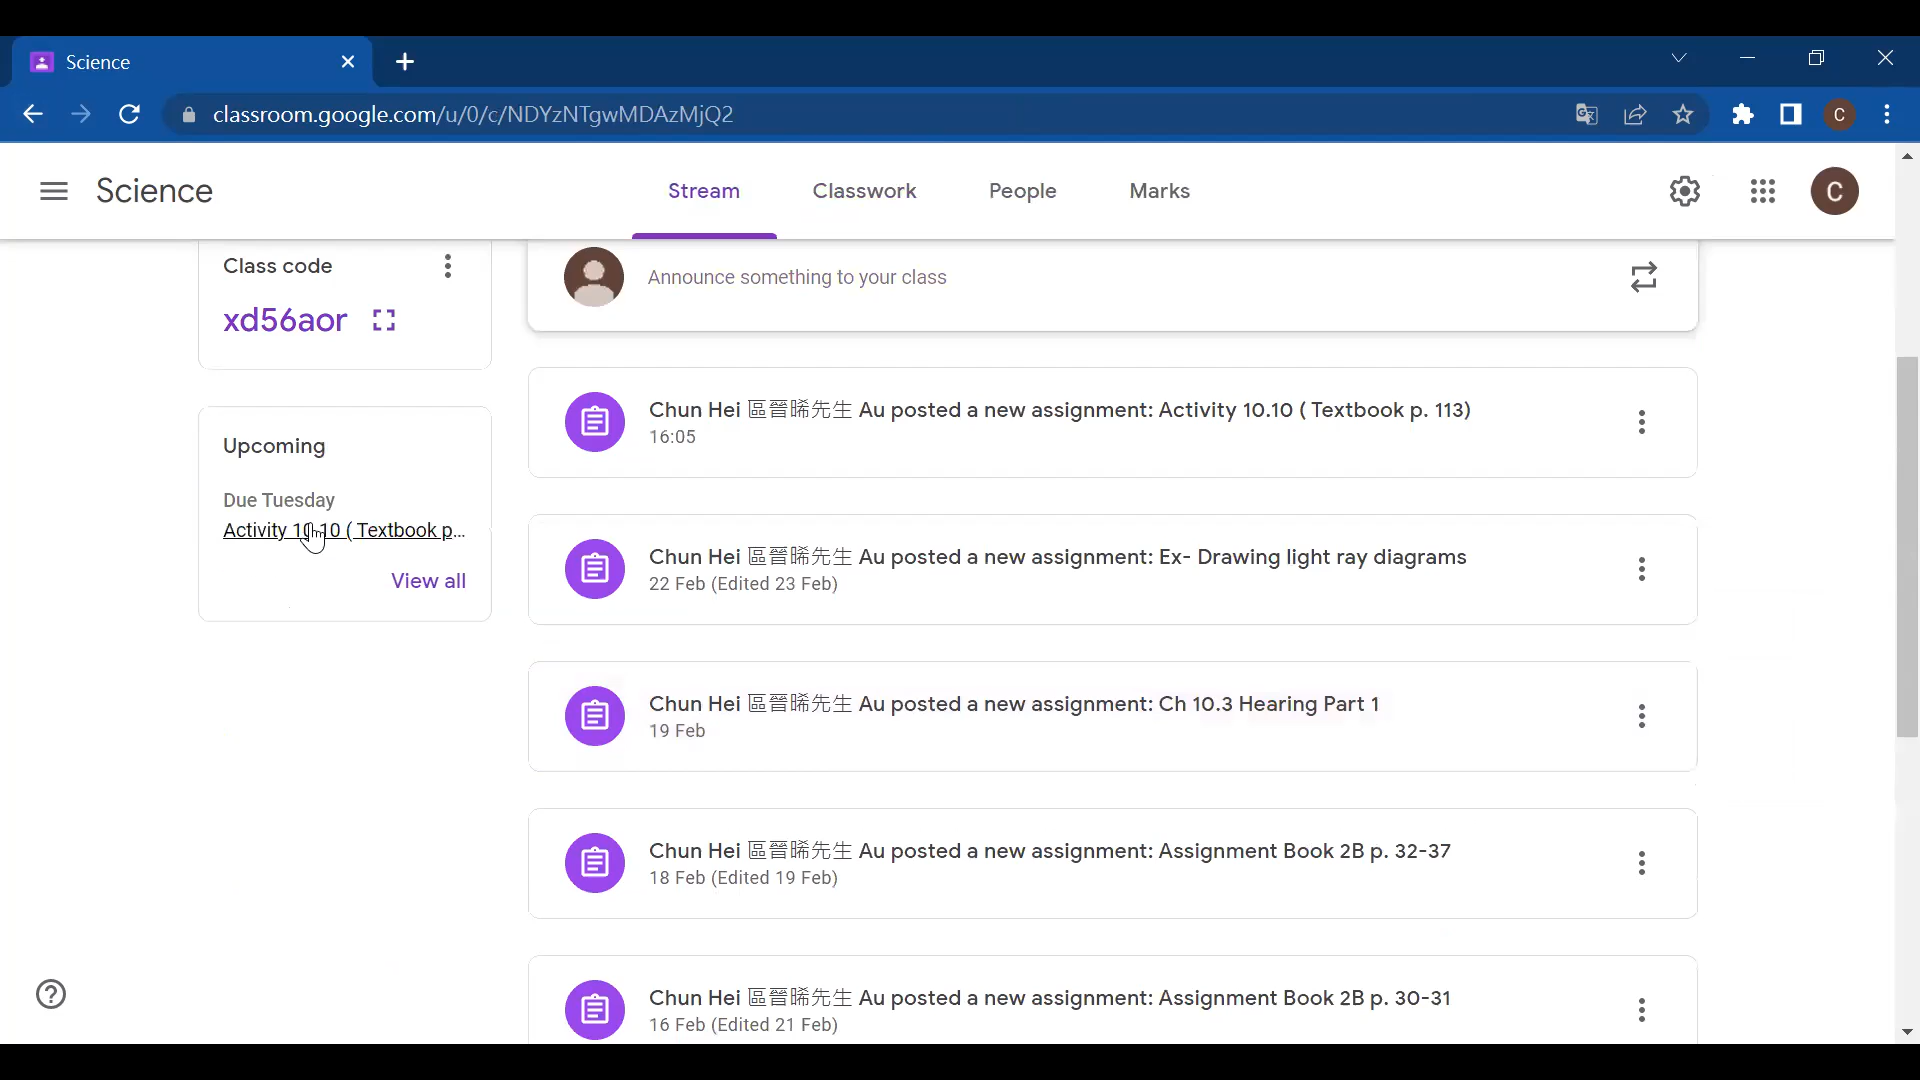 Science
classroom.google.com/u/0/c/NDYzNTgwMDAzMjQ2
C
Science
Stream
Classwork
People
Marks
C
Class code
xd56aor
Announce something to your class
Upcoming
Due Tuesday
Activity 10.10 ( Textbook p...
View all
Chun Hei 區晉晞先生 Au posted a new assignment: Activity 10.10 ( Textbook p. 113)
16:05
Chun Hei 區晉晞先生 Au posted a new assignment: Ex- Drawing light ray diagrams
22 Feb (Edited 23 Feb)
Chun Hei 區晉晞先生 Au posted a new assignment: Ch 10.3 Hearing Part 1
19 Feb
Chun Hei 區晉晞先生 Au posted a new assignment: Assignment Book 2B p. 32-37
18 Feb (Edited 19 Feb)
Chun Hei 區晉晞先生 Au posted a new assignment: Assignment Book 2B p. 30-31
16 Feb (Edited 21 Feb)